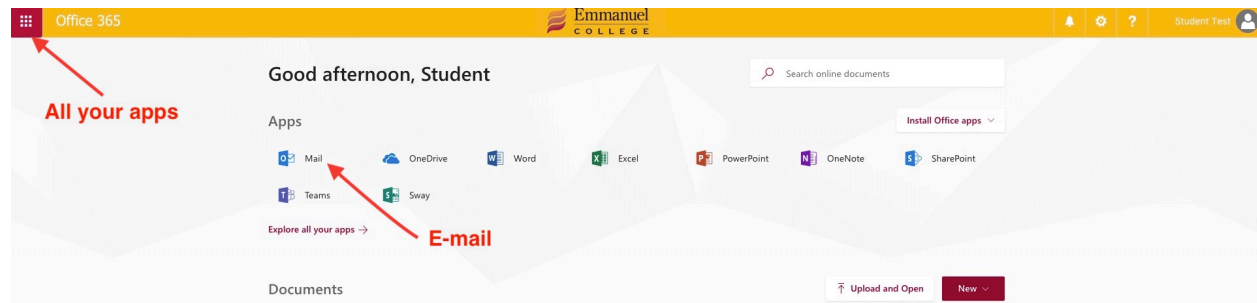 Office 365
Emmanuel
COLLEGE
? Student Test
Good afternoon, Student
Search online documents
All your apps
Apps
Install Office apps
Mail OneDrive Word Excel PowerPoint OneNote SharePoint
Teams Sway
Explore all your apps →
E-mail
Documents
Upload and Open
New